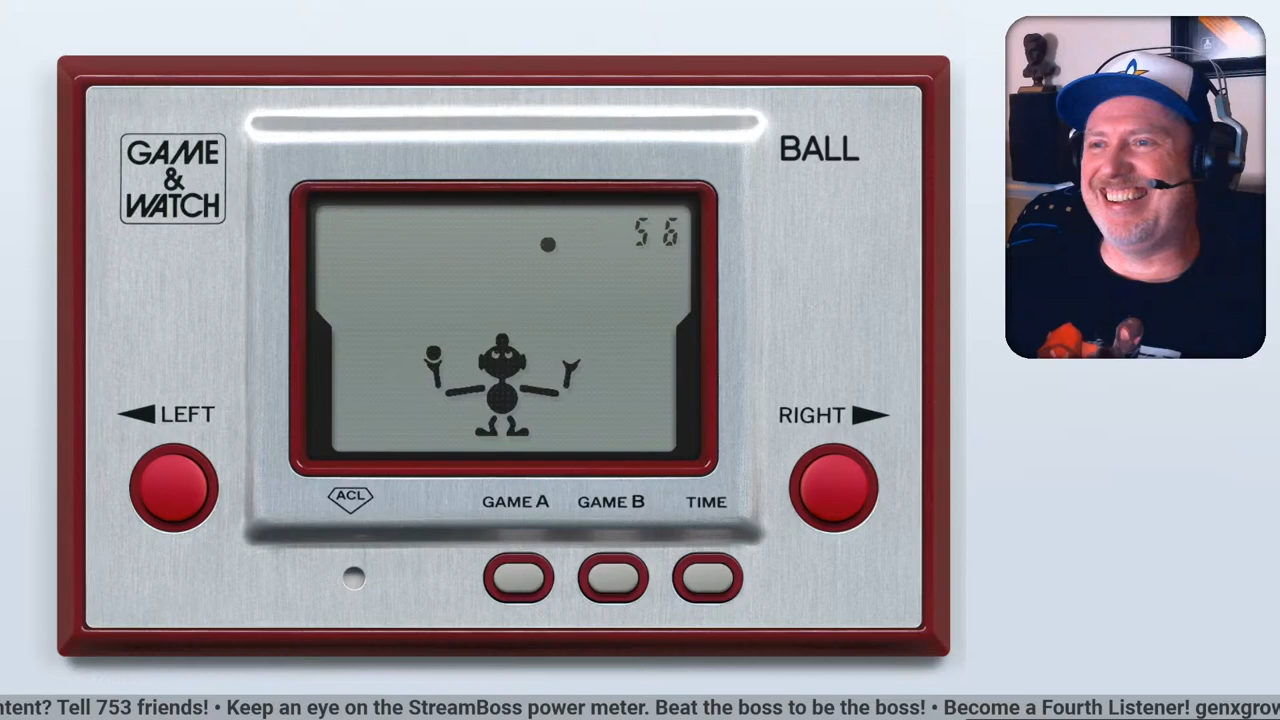 GAME
&
WATCH
BALL
56
LEFT
RIGHT
ACL
GAME A
GAME B
TIME
ntent? Tell 753 friends! • Keep an eye on the StreamBoss power meter. Beat the boss to be the boss! • Become a Fourth Listener! genxgrow